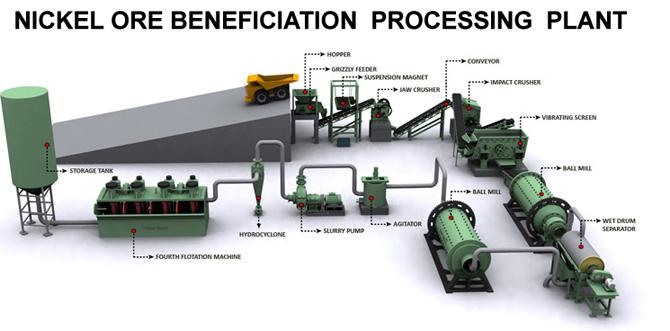 NICKEL ORE BENEFICIATION PROCESSING PLANT
HOPPER
GRIZZLY FEEDER
SUSPENSION MAGNET
JAW CRUSHER
CONVEYOR
IMPACT CRUSHER
VIBRATING SCREEN
BALL MILL
BALL MILL
WET DRUM
SEPARATOR
AGITATOR
SLURRY PUMP
HYDROCYCLONE
FOURTH FLOTATION MACHINE
STORAGE TANK